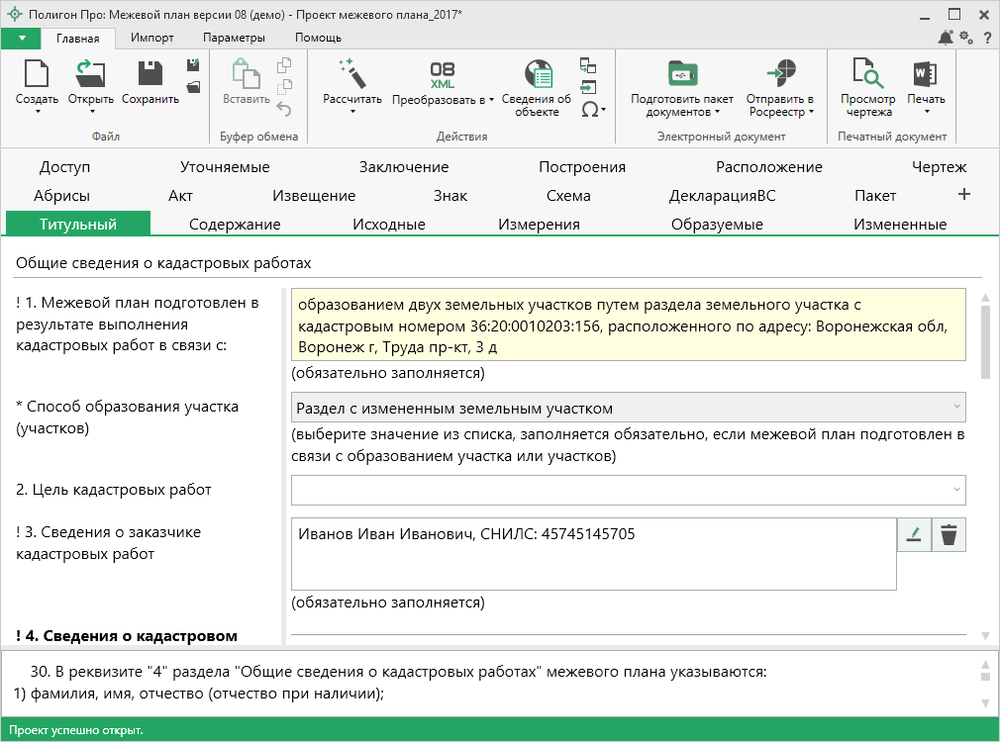 Полигон Про: Межевой план версии 08 (демо) - Проект межевого плана_2017*
Главная Импорт Параметры Помощь
?
08
XML
W
Создать Открыть Сохранить Вставить Рассчитать Преобразовать в Сведения об объекте Подготовить пакет документов Отправить в Росреестр Просмотр чертежа Печать
Файл Буфер обмена Действия Электронный документ Печатный документ
Доступ Уточняемые Заключение Построения Расположение Чертеж
Абрисы Акт Извещение Знак Схема ДекларацияВС Пакет +
Титульный Содержание Исходные Измерения Образуемые Измененные
Общие сведения о кадастровых работах
! 1. Межевой план подготовлен в
результате выполнения
кадастровых работ в связи с:
образованием двух земельных участков путем раздела земельного участка с
кадастровым номером 36:20:0010203:156, расположенного по адресу: Воронежская обл,
Воронеж г, Труда пр-кт, 3 д
(обязательно заполняется)
* Способ образования участка
(участков)
Раздел с измененным земельным участком
(выберите значение из списка, заполняется обязательно, если межевой план подготовлен в
связи с образованием участка или участков)
2. Цель кадастровых работ
! 3. Сведения о заказчике
кадастровых работ
Иванов Иван Иванович, СНИЛС: 45745145705
(обязательно заполняется)
! 4. Сведения о кадастровом
30. В реквизите "4" раздела "Общие сведения о кадастровых работах" межевого плана указываются:
1) фамилия, имя, отчество (отчество при наличии);
Проект успешно открыт.